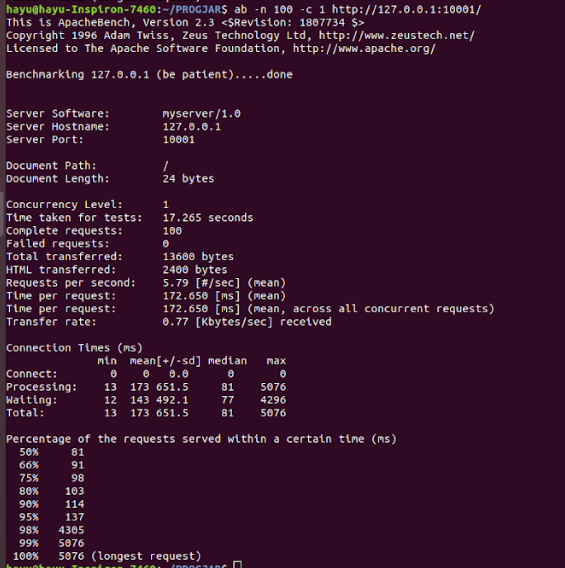 hayu@hayu-Inspiron-7460:~/PROGJAR$ ab -n 100 -c 1 http://127.0.0.1:10001/
This is ApacheBench, Version 2.3 <$Revision: 1807734 $>
Copyright 1996 Adam Twiss, Zeus Technology Ltd, http://www.zeustech.net/
Licensed to The Apache Software Foundation, http://www.apache.org/

Benchmarking 127.0.0.1 (be patient).....done

Server Software:        myserver/1.0
Server Hostname:        127.0.0.1
Server Port:            10001

Document Path:          /
Document Length:        24 bytes

Concurrency Level:      1
Time taken for tests:   17.265 seconds
Complete requests:      100
Failed requests:        0
Total transferred:      13600 bytes
HTML transferred:       2400 bytes
Requests per second:    5.79 [#/sec] (mean)
Time per request:       172.650 [ms] (mean)
Time per request:       172.650 [ms] (mean, across all concurrent requests)
Transfer rate:          0.77 [Kbytes/sec] received

Connection Times (ms)
              min  mean[+/-sd] median   max
Connect:        0    0   0.0      0       0
Processing:    13  173 651.5     81    5076
Waiting:       12  143 492.1     77    4296
Total:         13  173 651.5     81    5076

Percentage of the requests served within a certain time (ms)
  50%     81
  66%     91
  75%     98
  80%    103
  90%    114
  95%    137
  98%   4305
  99%   5076
 100%   5076 (longest request)
hayu@hayu-Inspiron-7460:~/PROGJAR$